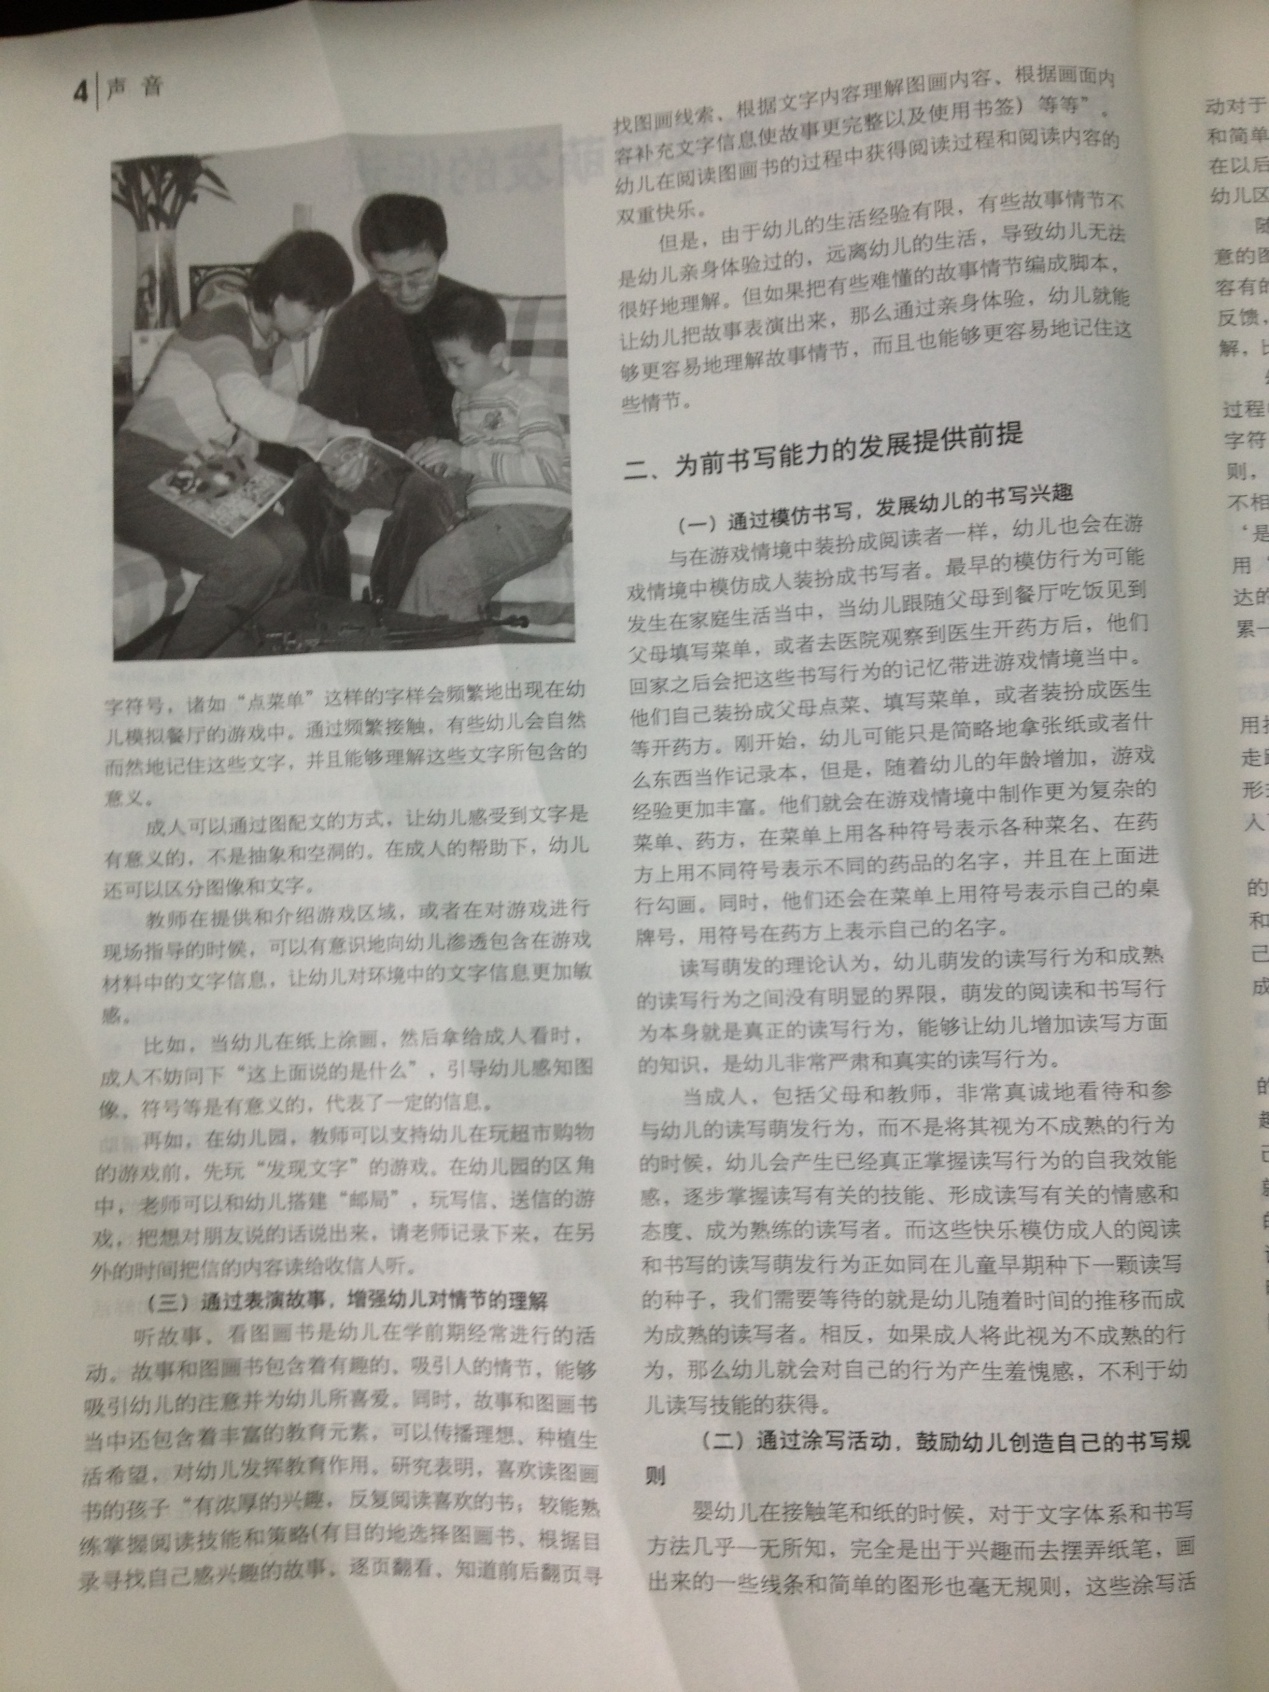 4 声音
字符号，诸如“点菜单”这样的字样会频繁地出现在幼
儿模拟餐厅的游戏中。通过频繁接触，有些幼儿会自然
而然地记住这些文字，并且能够理解这些文字所包含的
意义。
成人可以通过图配文的方式，让幼儿感受到文字是
有意义的，不是抽象和空洞的。在成人的帮助下，幼儿
还可以区分图像和文字。
教师在提供和介绍游戏区域，或者在对游戏进行
现场指导的时候，可以有意识地向幼儿渗透包含在游戏
材料中的文字信息，让幼儿对环境中的文字信息更加敏
感。
比如，当幼儿在纸上涂画，然后拿给成人看时，
成人不妨问下“这上面说的是什么”，引导幼儿感知图
像、符号等是有意义的，代表了一定的信息。
再如，在幼儿园，教师可以支持幼儿在玩超市购物
的游戏前，先玩“发现文字”的游戏。在幼儿园的区角
中，老师可以和幼儿搭建“邮局”，玩写信、送信的游
戏，把想对朋友说的话说出来，请老师记录下来，在另
外的时间把信的内容读给收信人听。
（三）通过表演故事，增强幼儿对情节的理解
听故事、看图画书是幼儿在学前期经常进行的活
动。故事和图画书包含着有趣的、吸引人的情节，能够
吸引幼儿的注意并为幼儿所喜爱。同时，故事和图画书
当中还包含着丰富的教育元素，可以传播理想、种植生
活希望，对幼儿发挥教育作用。研究表明，喜欢读图画
书的孩子“有浓厚的兴趣，反复阅读喜欢的书；较能熟
练掌握阅读技能和策略(有目的地选择图画书、根据目
录寻找自己感兴趣的故事、逐页翻看、知道前后翻页寻
找图画线索、根据文字内容理解图画内容、根据画面内
容补充文字信息使故事更完整以及使用书签）等等”。
幼儿在阅读图画书的过程中获得阅读过程和阅读内容的
双重快乐。
但是，由于幼儿的生活经验有限，有些故事情节不
是幼儿亲身体验过的，远离幼儿的生活，导致幼儿无法
很好地理解。但如果把有些难懂的故事情节编成脚本，
让幼儿把故事表演出来，那么通过亲身体验，幼儿就能
够更容易地理解故事情节，而且也能够更容易地记住这
些情节。
二、为前书写能力的发展提供前提
（一）通过模仿书写，发展幼儿的书写兴趣
与在游戏情境中装扮成阅读者一样，幼儿也会在游
戏情境中模仿成人装扮成书写者。最早的模仿行为可能
发生在家庭生活当中，当幼儿跟随父母到餐厅吃饭见到
父母填写菜单，或者去医院观察到医生开药方后，他们
回家之后会把这些书写行为的记忆带进游戏情境当中。
他们自己装扮成父母点菜、填写菜单，或者装扮成医生
等开药方。刚开始，幼儿可能只是简略地拿张纸或者什
么东西当作记录本，但是，随着幼儿的年龄增加，游戏
经验更加丰富。他们就会在游戏情境中制作更为复杂的
菜单、药方，在菜单上用各种符号表示各种菜名、在药
方上用不同符号表示不同的药品的名字，并且在上面进
行勾画。同时，他们还会在菜单上用符号表示自己的桌
牌号，用符号在药方上表示自己的名字。
读写萌发的理论认为，幼儿萌发的读写行为和成熟
的读写行为之间没有明显的界限，萌发的阅读和书写行
为本身就是真正的读写行为，能够让幼儿增加读写方面
的知识，是幼儿非常严肃和真实的读写行为。
当成人，包括父母和教师，非常真诚地看待和参
与幼儿的读写萌发行为，而不是将其视为不成熟的行为
的时候，幼儿会产生已经真正掌握读写行为的自我效能
感，逐步掌握读写有关的技能、形成读写有关的情感和
态度、成为熟练的读写者。而这些快乐模仿成人的阅读
和书写的读写萌发行为正如同在儿童早期种下一颗读写
的种子，我们需要等待的就是幼儿随着时间的推移而成
为成熟的读写者。相反，如果成人将此视为不成熟的行
为，那么幼儿就会对自己的行为产生羞愧感，不利于幼
儿读写技能的获得。
（二）通过涂写活动，鼓励幼儿创造自己的书写规
则
婴幼儿在接触笔和纸的时候，对于文字体系和书写
方法几乎一无所知，完全是出于兴趣而去摆弄纸笔，画
出来的一些线条和简单的图形也毫无规则，这些涂写活
动对于
和简单
在以后
幼儿区
意的图
容有的
反馈，
解，比
过程中
字符
则，
不相
‘是
用
达的
累一